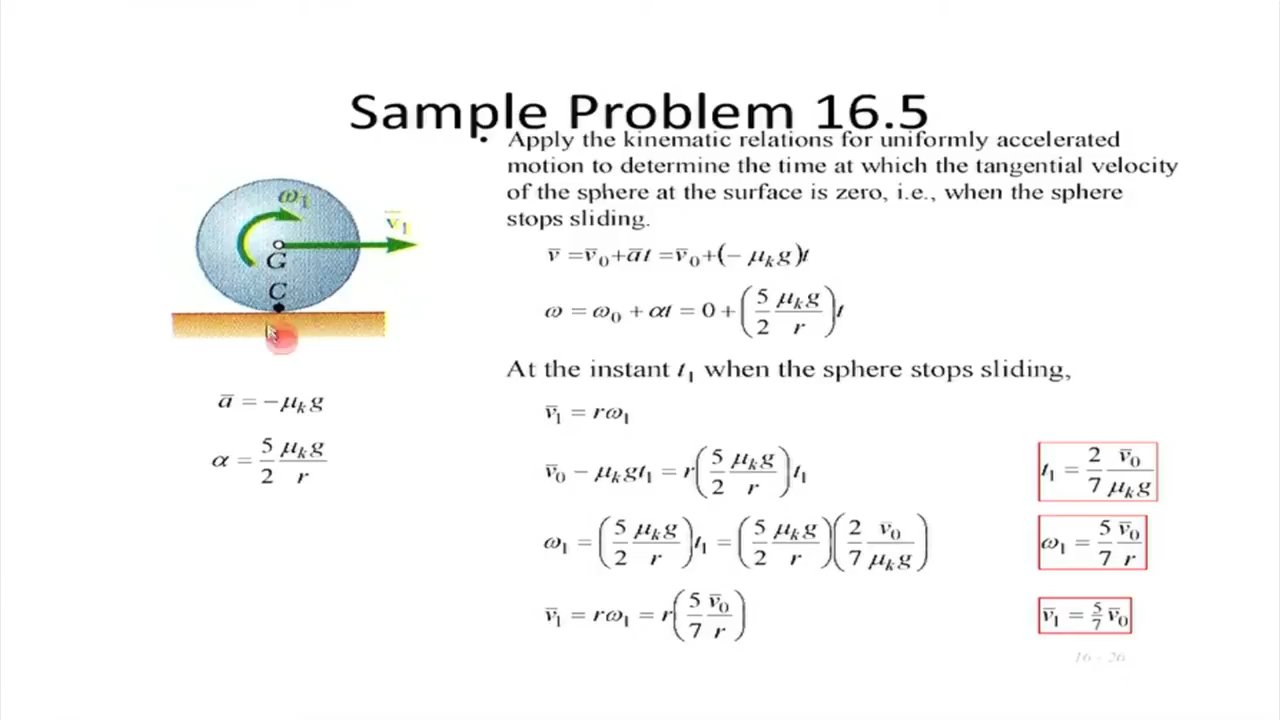 Sample Problem 16.5
• Apply the kinematic relations for uniformly accelerated
motion to determine the time at which the tangential velocity
of the sphere at the surface is zero, i.e., when the sphere
stops sliding.
v̄ = v̄₀ + āt = v̄₀ + (− μₖg)t
ω = ω₀ + αt = 0 + (5/2 μₖg/r)t
At the instant t₁ when the sphere stops sliding,
v̄₁ = rω₁
v̄₀ − μₖgt₁ = r(5/2 μₖg/r)t₁
t₁ = 2/7 v̄₀/μₖg
ω₁ = (5/2 μₖg/r)t₁ = (5/2 μₖg/r)(2/7 v̄₀/μₖg)
ω₁ = 5/7 v̄₀/r
v̄₁ = rω₁ = r(5/7 v̄₀/r)
v̄₁ = 5/7 v̄₀
ω₁
v̄₁
G
C
ā = −μₖg
α = 5/2 μₖg/r
16 - 26